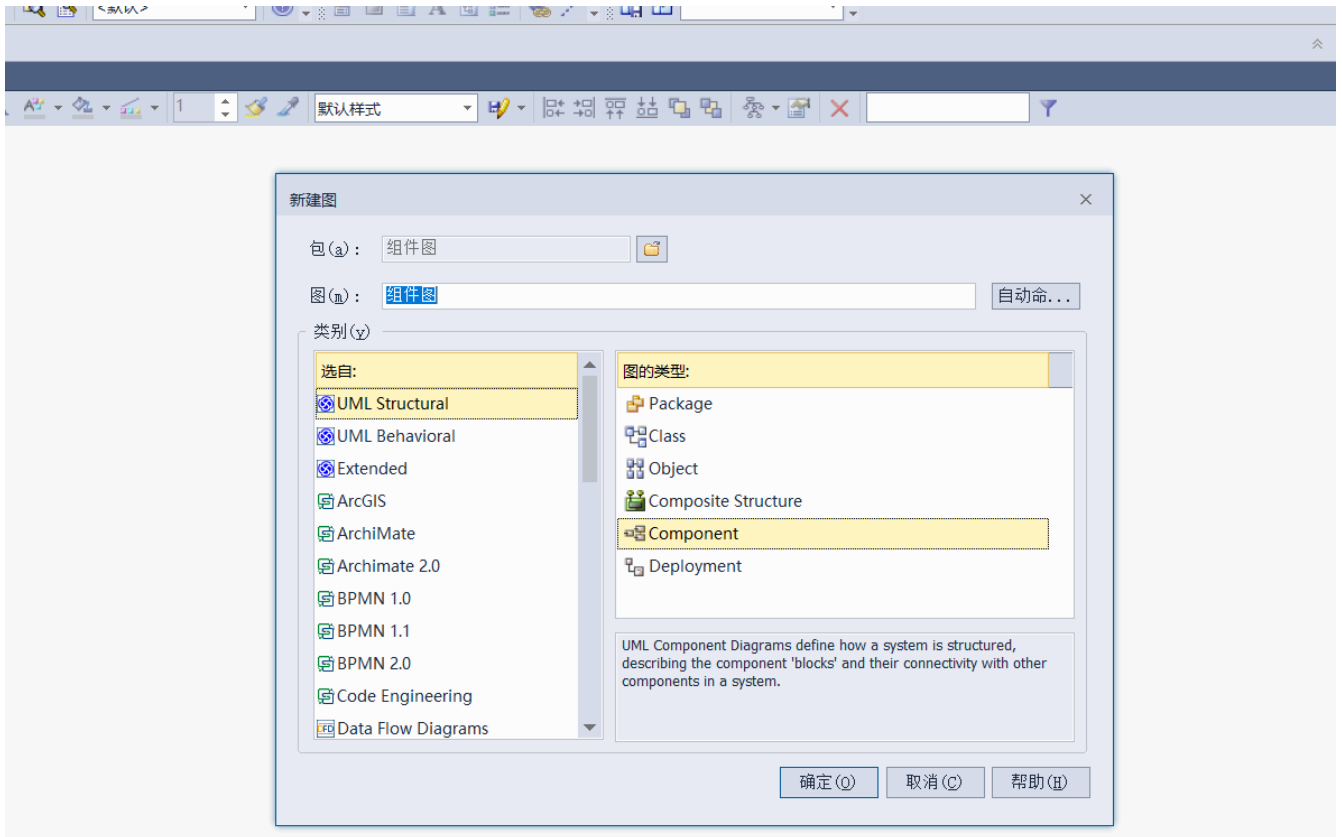 <默认>
1
默认样式
新建图
包(a):
组件图
图(m):
组件图
自动命...
类别(y)
选自:
UML Structural
UML Behavioral
Extended
ArcGIS
ArchiMate
Archimate 2.0
BPMN 1.0
BPMN 1.1
BPMN 2.0
Code Engineering
Data Flow Diagrams
图的类型:
Package
Class
Object
Composite Structure
Component
Deployment
UML Component Diagrams define how a system is structured,
describing the component 'blocks' and their connectivity with other
components in a system.
确定(O)
取消(C)
帮助(H)